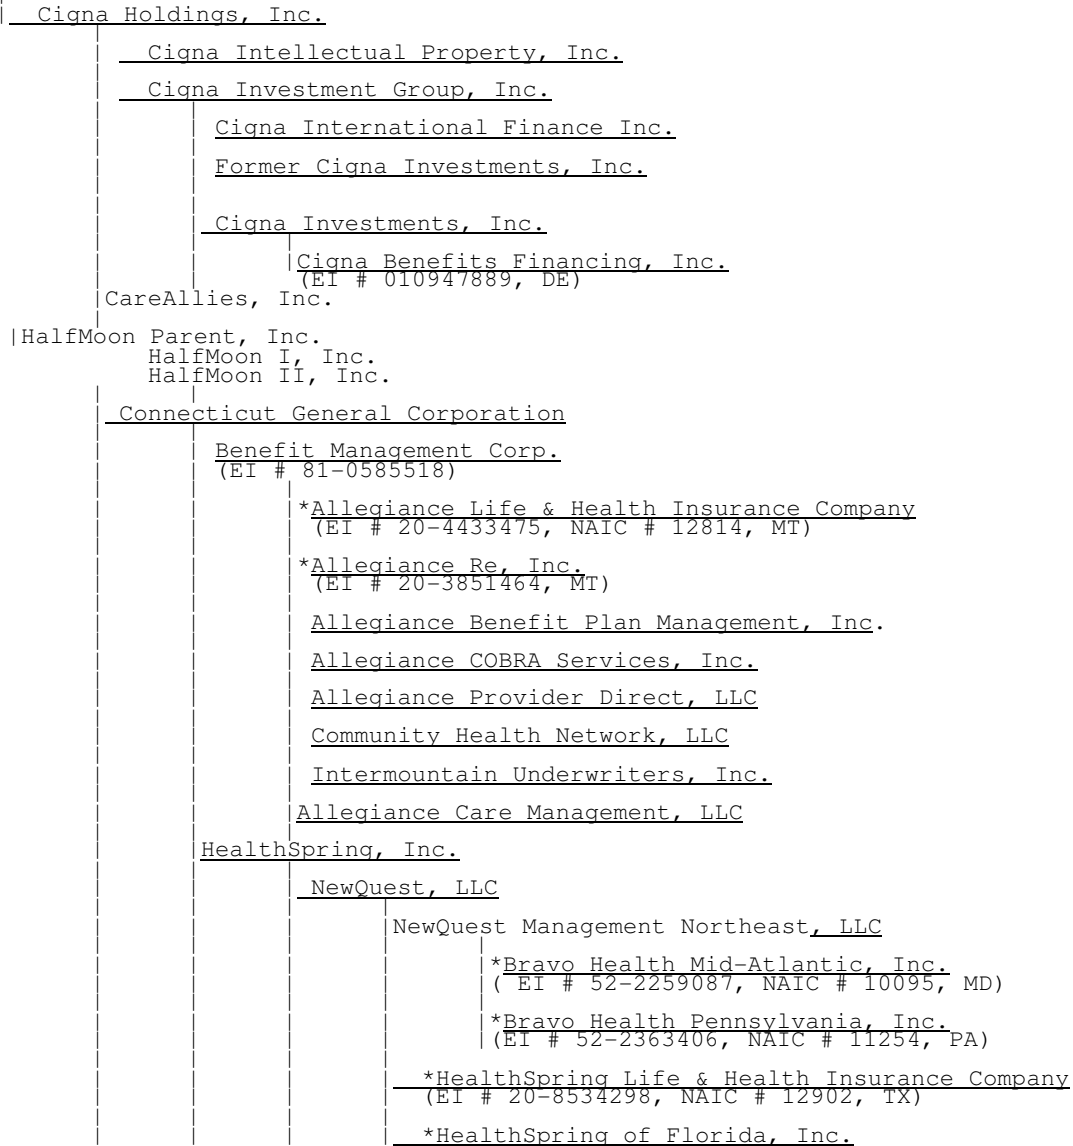 Cigna Holdings, Inc.
Cigna Intellectual Property, Inc.
Cigna Investment Group, Inc.
Cigna International Finance Inc.
Former Cigna Investments, Inc.
Cigna Investments, Inc.
Cigna Benefits Financing, Inc.
(EI # 010947889, DE)
CareAllies, Inc.
HalfMoon Parent, Inc.
HalfMoon I, Inc.
HalfMoon II, Inc.
Connecticut General Corporation
Benefit Management Corp.
(EI # 81-0585518)
*Allegiance Life & Health Insurance Company
(EI # 20-4433475, NAIC # 12814, MT)
*Allegiance Re, Inc.
(EI # 20-3851464, MT)
Allegiance Benefit Plan Management, Inc.
Allegiance COBRA Services, Inc.
Allegiance Provider Direct, LLC
Community Health Network, LLC
Intermountain Underwriters, Inc.
Allegiance Care Management, LLC
HealthSpring, Inc.
NewQuest, LLC
NewQuest Management Northeast, LLC
*Bravo Health Mid-Atlantic, Inc.
( EI # 52-2259087, NAIC # 10095, MD)
*Bravo Health Pennsylvania, Inc.
(EI # 52-2363406, NAIC # 11254, PA)
*HealthSpring Life & Health Insurance Company
(EI # 20-8534298, NAIC # 12902, TX)
*HealthSpring of Florida, Inc.